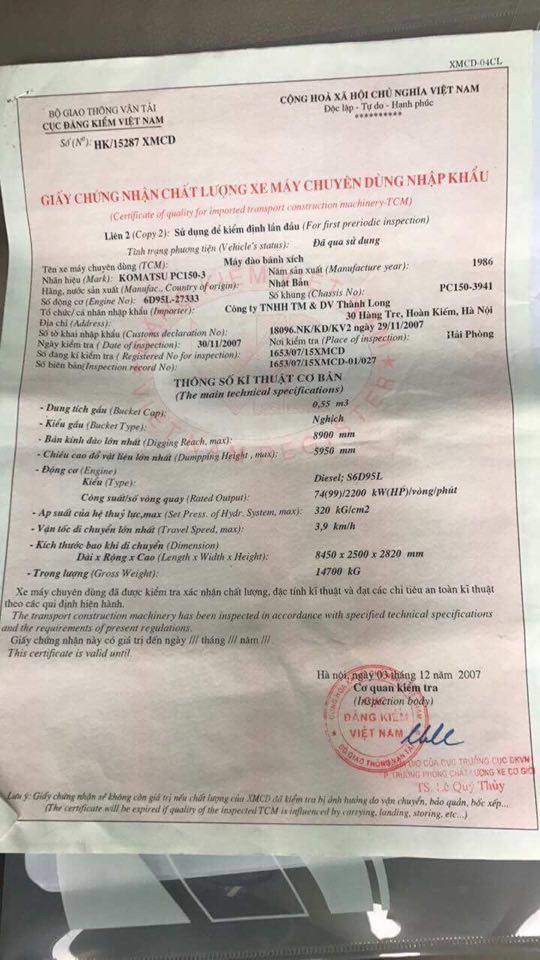 XMCD-04CL
BỘ GIAO THÔNG VẬN TẢI
CỤC ĐĂNG KIỂM VIỆT NAM
Số (Nº): HK/15287 XMCD
CỘNG HOÀ XÃ HỘI CHỦ NGHĨA VIỆT NAM
Độc lập - Tự do - Hạnh phúc
**********
GIẤY CHỨNG NHẬN CHẤT LƯỢNG XE MÁY CHUYÊN DÙNG NHẬP KHẨU
(Certificate of quality for imported transport construction machinery-TCM)
Liên 2 (Copy 2): Sử dụng để kiểm định lần đầu (For first preriodic inspection)
Tình trạng phương tiện (Vehicle's status): Đã qua sử dụng
Tên xe máy chuyên dùng (TCM): Máy đào bánh xích
Nhãn hiệu (Mark): KOMATSU PC150-3 Năm sản xuất (Manufacture year): 1986
Hãng, nước sản xuất (Manufac., Country of origin): Nhật Bản
Số động cơ (Engine No): 6D95L-27333 Số khung (Chassis No): PC150-3941
Tổ chức/ cá nhân nhập khẩu (Importer): Công ty TNHH TM & DV Thành Long
Địa chỉ (Address): 30 Hàng Tre, Hoàn Kiếm, Hà Nội
Số tờ khai nhập khẩu (Customs declaration No): 18096.NK/KD/KV2 ngày 29/11/2007
Ngày kiểm tra (Date of inspection): 30/11/2007 Nơi kiểm tra (Place of inspection): Hải Phòng
Số đăng kí kiểm tra (Registered No for inspection): 1653/07/15XMCD
Số biên bản(Inspection record No): 1653/07/15XMCD-01/027
THÔNG SỐ KĨ THUẬT CƠ BẢN
(The main technical specifications)
- Dung tích gầu (Bucket Cap): 0,55 m3
- Kiểu gầu (Bucket Type): Nghịch
- Bán kính đào lớn nhất (Digging Reach, max): 8900 mm
- Chiều cao đổ vật liệu lớn nhất (Dumpping Height , max): 5950 mm
- Động cơ (Engine)
Kiểu (Type): Diesel; S6D95L
Công suất/số vòng quay (Rated Output): 74(99)/2200 kW(HP)/vòng/phút
- Áp suất của hệ thuỷ lực,max (Set Press. of Hydr. System, max): 320 kG/cm2
- Vận tốc di chuyển lớn nhất (Travel Speed, max): 3,9 km/h
- Kích thước bao khi di chuyển (Dimension)
Dài x Rộng x Cao (Length x Width x Height): 8450 x 2500 x 2820 mm
- Trọng lượng (Gross Weight): 14700 kG
Xe máy chuyên dùng đã được kiểm tra xác nhận chất lượng, đặc tính kĩ thuật và đạt các chỉ tiêu an toàn kĩ thuật
theo các qui định hiện hành.
The transport construction machinery has been inspected in accordance with specified technical specifications
and the requirements of present regulations.
Giấy chứng nhận này có giá trị đến ngày /// tháng /// năm ///
This certificate is valid until
Hà nội, ngày 03 tháng 12 năm 2007
Cơ quan kiểm tra
(Inspection body)
ĐĂNG KIỂM
VIỆT NAM
BỘ GIAO THÔNG VẬN TẢI
CỦA CỤC TRƯỞNG CỤC ĐKVN
P. TRƯỞNG PHÒNG CHẤT LƯỢNG XE CƠ GIỚI
TS. Lê Quý Thủy
Lưu ý: Giấy chứng nhận sẽ không còn giá trị nếu chất lượng của XMCD đã kiểm tra bị ảnh hưởng do vận chuyển, bảo quản, bốc xếp...
(The certificate will be expired if quality of the inspected TCM is influenced by carrying, landing, storing, etc...)